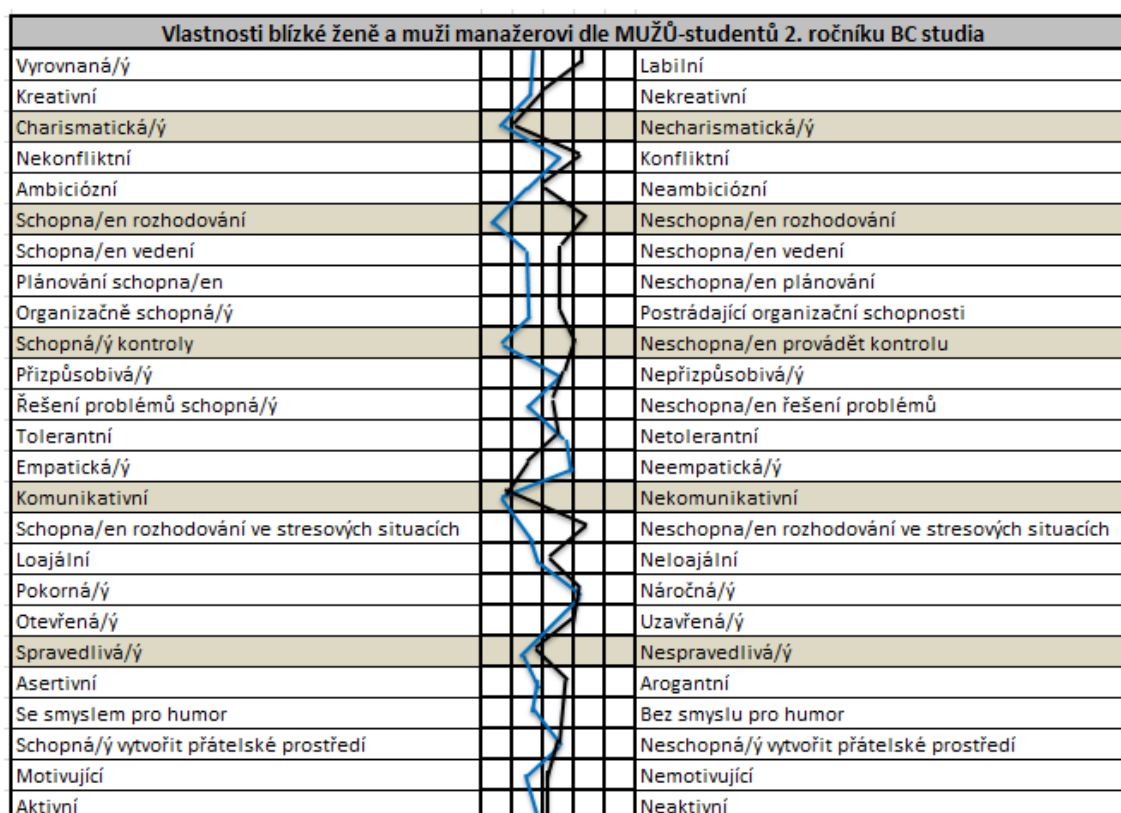 Vlastnosti blízké ženě a muži manažerovi dle MUŽŮ-studentů 2. ročníku BC studia
Vyrovnaná/ý Labilní
Kreativní Nekreativní
Charismatická/ý Necharismatická/ý
Nekonfliktní Konfliktní
Ambiciózní Neambiciózní
Schopna/en rozhodování Neschopna/en rozhodování
Schopna/en vedení Neschopna/en vedení
Plánování schopna/en Neschopna/en plánování
Organizačně schopná/ý Postrádající organizační schopnosti
Schopná/ý kontroly Neschopna/en provádět kontrolu
Přizpůsobivá/ý Nepřizpůsobivá/ý
Řešení problémů schopná/ý Neschopna/en řešení problémů
Tolerantní Netolerantní
Empatická/ý Neempatická/ý
Komunikativní Nekomunikativní
Schopna/en rozhodování ve stresových situacích Neschopna/en rozhodování ve stresových situacích
Loajální Neloajální
Pokorná/ý Náročná/ý
Otevřená/ý Uzavřená/ý
Spravedlivá/ý Nespravedlivá/ý
Asertivní Arogantní
Se smyslem pro humor Bez smyslu pro humor
Schopná/ý vytvořit přátelské prostředí Neschopná/ý vytvořit přátelské prostředí
Motivující Nemotivující
Aktivní Neaktivní